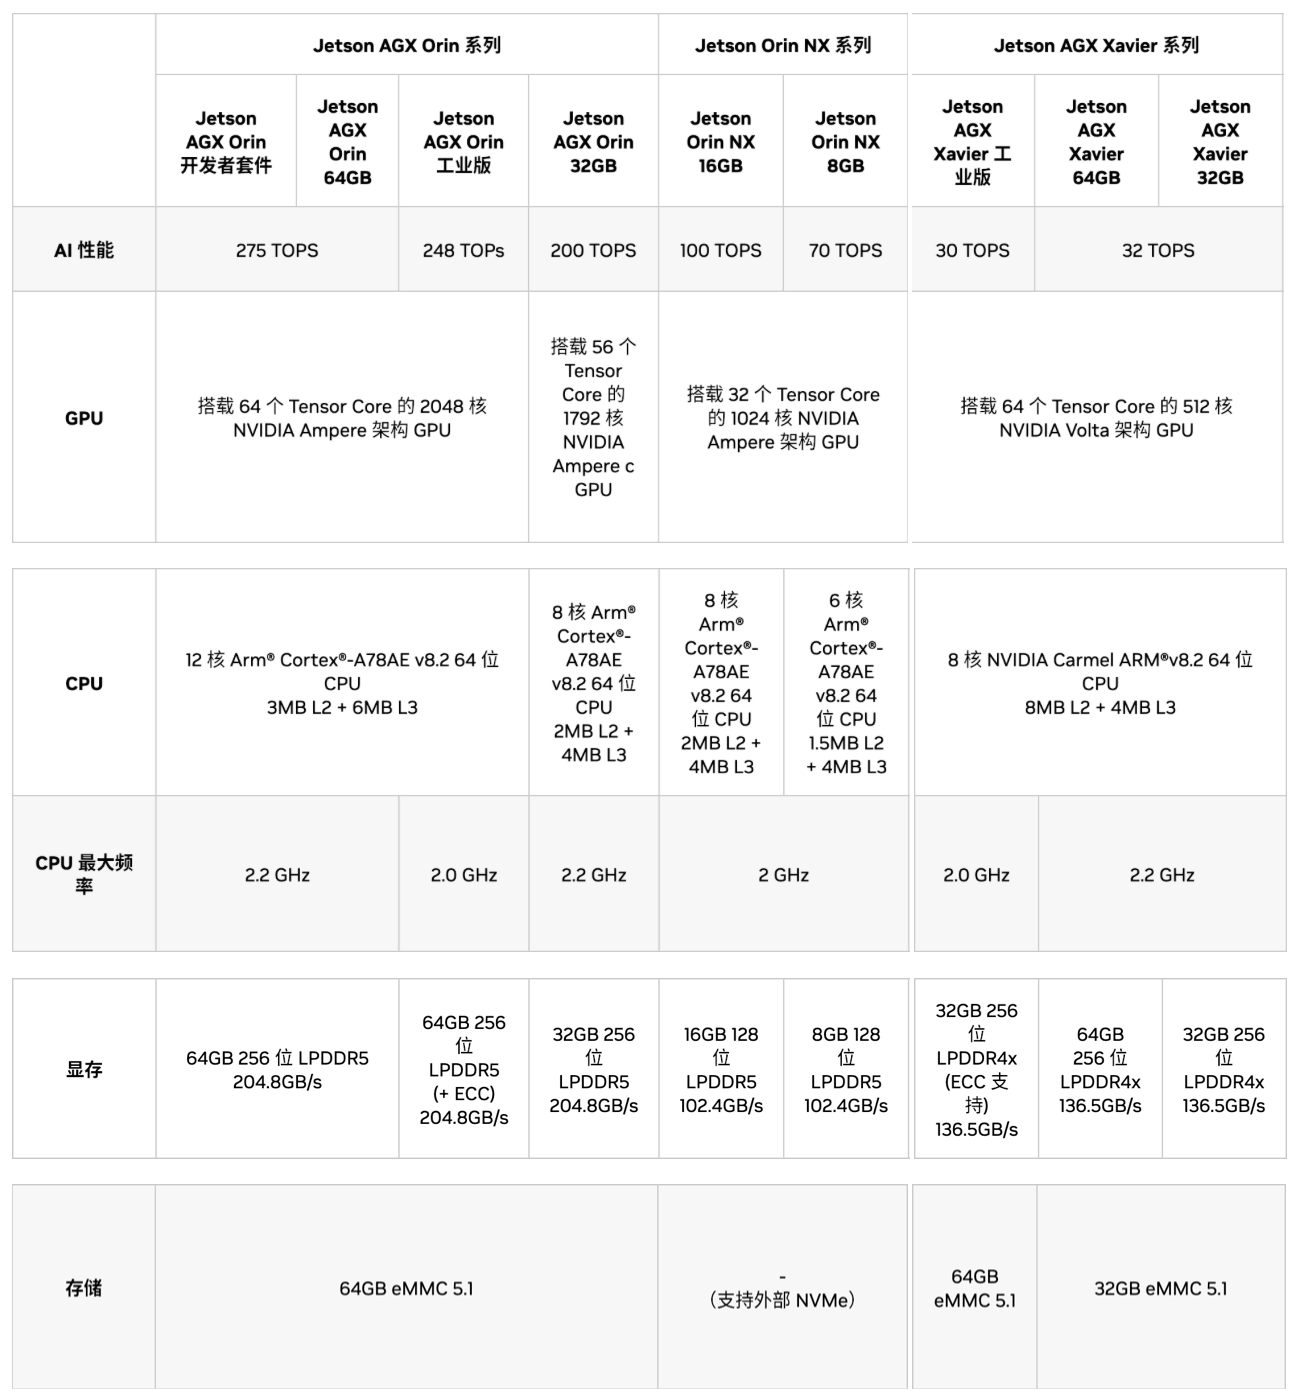 Jetson AGX Orin 系列
Jetson Orin NX 系列
Jetson AGX Xavier 系列
Jetson
AGX Orin
开发者套件
Jetson
AGX
Orin
64GB
Jetson
AGX Orin
工业版
Jetson
AGX Orin
32GB
Jetson
Orin NX
16GB
Jetson
Orin NX
8GB
Jetson
AGX
Xavier 工
业版
Jetson
AGX
Xavier
64GB
Jetson
AGX
Xavier
32GB
AI 性能
275 TOPS
248 TOPs
200 TOPS
100 TOPS
70 TOPS
30 TOPS
32 TOPS
GPU
搭载 64 个 Tensor Core 的 2048 核
NVIDIA Ampere 架构 GPU
搭载 56 个
Tensor
Core 的
1792 核
NVIDIA
Ampere c
GPU
搭载 32 个 Tensor Core
的 1024 核 NVIDIA
Ampere 架构 GPU
搭载 64 个 Tensor Core 的 512 核
NVIDIA Volta 架构 GPU
CPU
12 核 Arm® Cortex®-A78AE v8.2 64 位
CPU
3MB L2 + 6MB L3
8 核 Arm®
Cortex®-
A78AE
v8.2 64 位
CPU
2MB L2 +
4MB L3
8 核
Arm®
Cortex®-
A78AE
v8.2 64
位 CPU
2MB L2 +
4MB L3
6 核
Arm®
Cortex®-
A78AE
v8.2 64
位 CPU
1.5MB L2
+ 4MB L3
8 核 NVIDIA Carmel ARM®v8.2 64 位
CPU
8MB L2 + 4MB L3
CPU 最大频
率
2.2 GHz
2.0 GHz
2.2 GHz
2 GHz
2.0 GHz
2.2 GHz
显存
64GB 256 位 LPDDR5
204.8GB/s
64GB 256
位
LPDDR5
(+ ECC)
204.8GB/s
32GB 256
位
LPDDR5
204.8GB/s
16GB 128
位
LPDDR5
102.4GB/s
8GB 128
位
LPDDR5
102.4GB/s
32GB 256
位
LPDDR4x
(ECC 支
持)
136.5GB/s
64GB
256 位
LPDDR4x
136.5GB/s
32GB 256
位
LPDDR4x
136.5GB/s
存储
64GB eMMC 5.1
-
（支持外部 NVMe）
64GB
eMMC 5.1
32GB eMMC 5.1